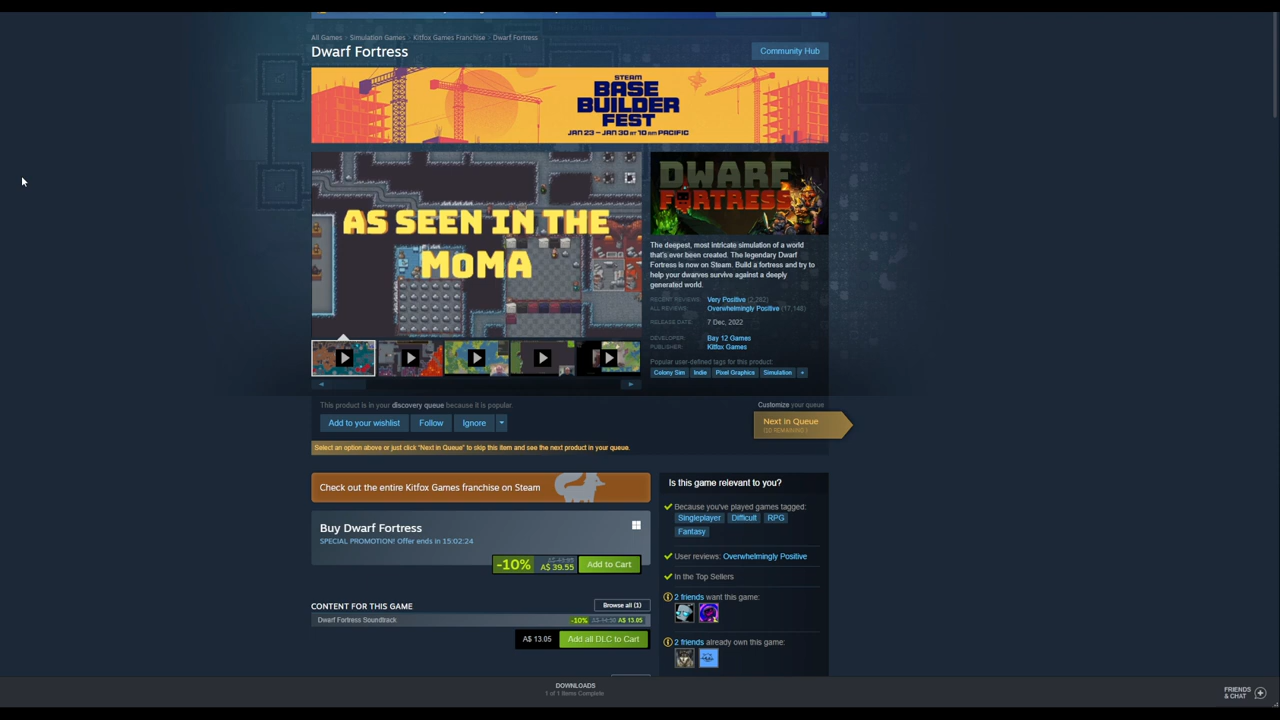 All Games > Simulation Games > Kitfox Games Franchise > Dwarf Fortress
Dwarf Fortress
Community Hub
STEAM
BASE
BUILDER
FEST
JAN 23 – JAN 30 AT 10 AM PACIFIC
AS SEEN IN THE
MoMA
DWARF
FORTRESS
The deepest, most intricate simulation of a world
that's ever been created. The legendary Dwarf
Fortress is now on Steam. Build a fortress and try to
help your dwarves survive against a deeply
generated world.
RECENT REVIEWS: Very Positive (2,282)
ALL REVIEWS: Overwhelmingly Positive (17,148)
RELEASE DATE: 7 Dec, 2022
DEVELOPER: Bay 12 Games
PUBLISHER: Kitfox Games
Popular user-defined tags for this product:
Colony Sim Indie Pixel Graphics Simulation +
This product is in your discovery queue because it is popular.
Customize your queue
Add to your wishlist
Follow
Ignore
Next in Queue
Select an option above or just click "Next in Queue" to skip this item and see the next product in your queue.
Check out the entire Kitfox Games franchise on Steam
Buy Dwarf Fortress
SPECIAL PROMOTION! Offer ends in 15:02:24
-10%
A$ 39.55
Add to Cart
CONTENT FOR THIS GAME
Browse all (1)
Dwarf Fortress Soundtrack
-10% A$ 13.05
A$ 13.05
Add all DLC to Cart
Is this game relevant to you?
Because you've played games tagged:
Singleplayer Difficult RPG
Fantasy
User reviews: Overwhelmingly Positive
In the Top Sellers
2 friends want this game:
2 friends already own this game:
DOWNLOADS
1 of 1 Items Complete
FRIENDS
& CHAT